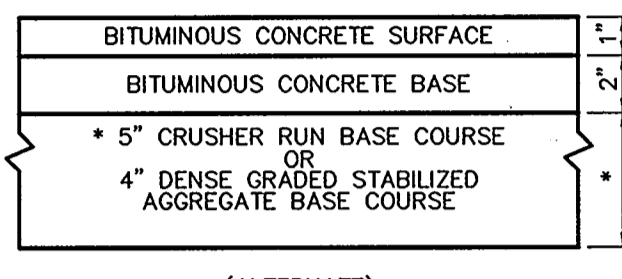 BITUMINOUS CONCRETE SURFACE
1"
BITUMINOUS CONCRETE BASE
2"
* 5" CRUSHER RUN BASE COURSE
OR
4" DENSE GRADED STABILIZED
AGGREGATE BASE COURSE
*